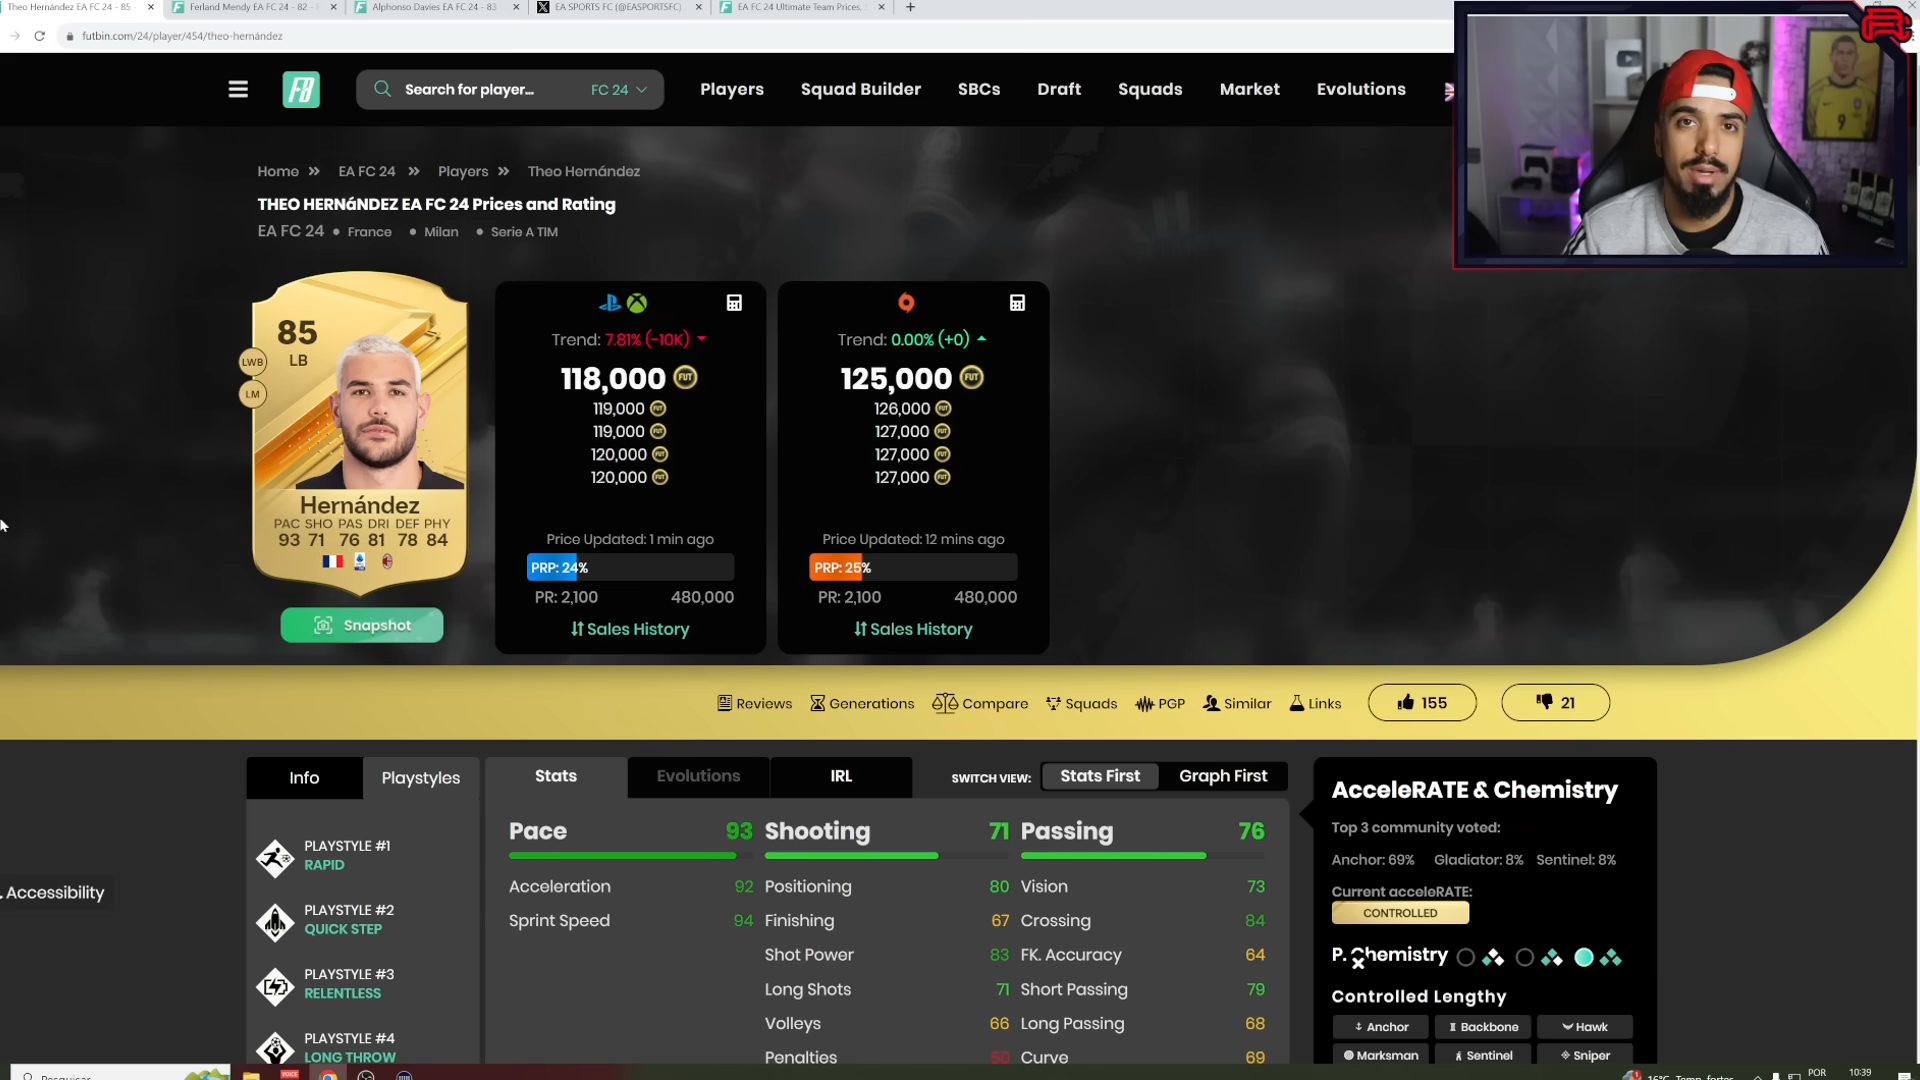 Theo Hernández EA FC 24 - 85
Ferland Mendy EA FC 24 - 82 -
Alphonso Davies EA FC 24 - 83
EA SPORTS FC (@EASPORTSFC)
EA FC 24 Ultimate Team Prices,
futbin.com/24/player/454/theo-hernández
Search for player...
FC 24
Players
Squad Builder
SBCs
Draft
Squads
Market
Evolutions
Home » EA FC 24 » Players » Theo Hernández
THEO HERNáNDEZ EA FC 24 Prices and Rating
EA FC 24 • France • Milan • Serie A TIM
85
LB
LWB
LM
Hernández
PAC SHO PAS DRI DEF PHY
93 71 76 81 78 84
Snapshot
Trend: 7.81% (-10K)
118,000
119,000
119,000
120,000
120,000
Price Updated: 1 min ago
PRP: 24%
PR: 2,100 480,000
Sales History
Trend: 0.00% (+0)
125,000
126,000
127,000
127,000
127,000
Price Updated: 12 mins ago
PRP: 25%
PR: 2,100 480,000
Sales History
9
Reviews
Generations
Compare
Squads
PGP
Similar
Links
155
21
Info
Playstyles
PLAYSTYLE #1
RAPID
PLAYSTYLE #2
QUICK STEP
PLAYSTYLE #3
RELENTLESS
PLAYSTYLE #4
LONG THROW
. Accessibility
Stats
Evolutions
IRL
SWITCH VIEW:
Stats First
Graph First
Pace 93
Acceleration 92
Sprint Speed 94
Shooting 71
Positioning 80
Finishing 67
Shot Power 83
Long Shots 71
Volleys 66
Penalties 50
Passing 76
Vision 73
Crossing 84
FK. Accuracy 64
Short Passing 79
Long Passing 68
Curve 69
AcceleRATE & Chemistry
Top 3 community voted:
Anchor: 69% Gladiator: 8% Sentinel: 8%
Current acceleRATE:
CONTROLLED
P. Chemistry
Controlled Lengthy
Anchor
Backbone
Hawk
Marksman
Sentinel
Sniper
Pesquisar
16°C Temp. fortes
POR
10:39